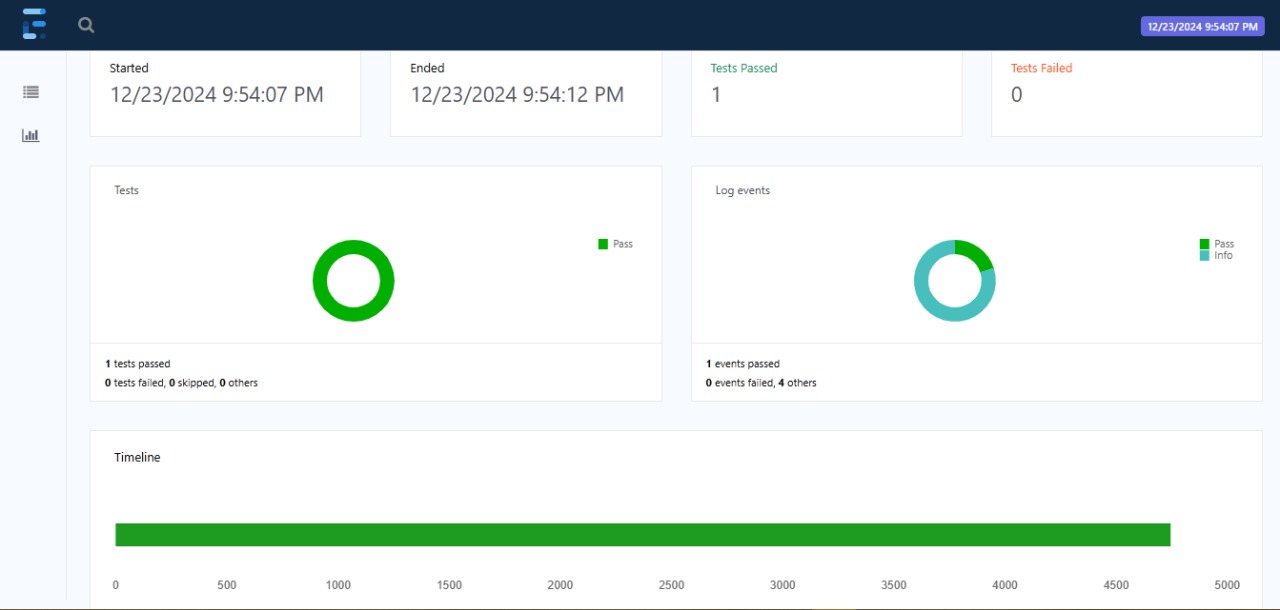 12/23/2024 9:54:07 PM
Started
12/23/2024 9:54:07 PM
Ended
12/23/2024 9:54:12 PM
Tests Passed
1
Tests Failed
0
Tests
Pass
1 tests passed
0 tests failed, 0 skipped, 0 others
Log events
Pass
Info
1 events passed
0 events failed, 4 others
Timeline
0 500 1000 1500 2000 2500 3000 3500 4000 4500 5000